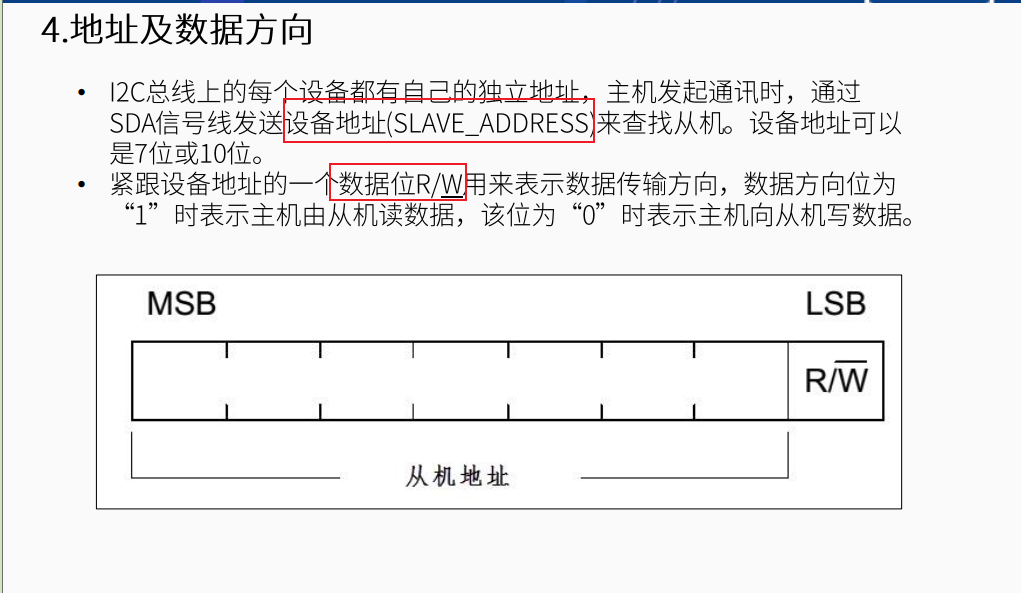 4.地址及数据方向
• I2C总线上的每个设备都有自己的独立地址，主机发起通讯时，通过
SDA信号线发送设备地址(SLAVE_ADDRESS)来查找从机。设备地址可以
是7位或10位。
• 紧跟设备地址的一个数据位R/W用来表示数据传输方向，数据方向位为
“1”时表示主机由从机读数据，该位为“0”时表示主机向从机写数据。
MSB LSB
R/W̅
从机地址